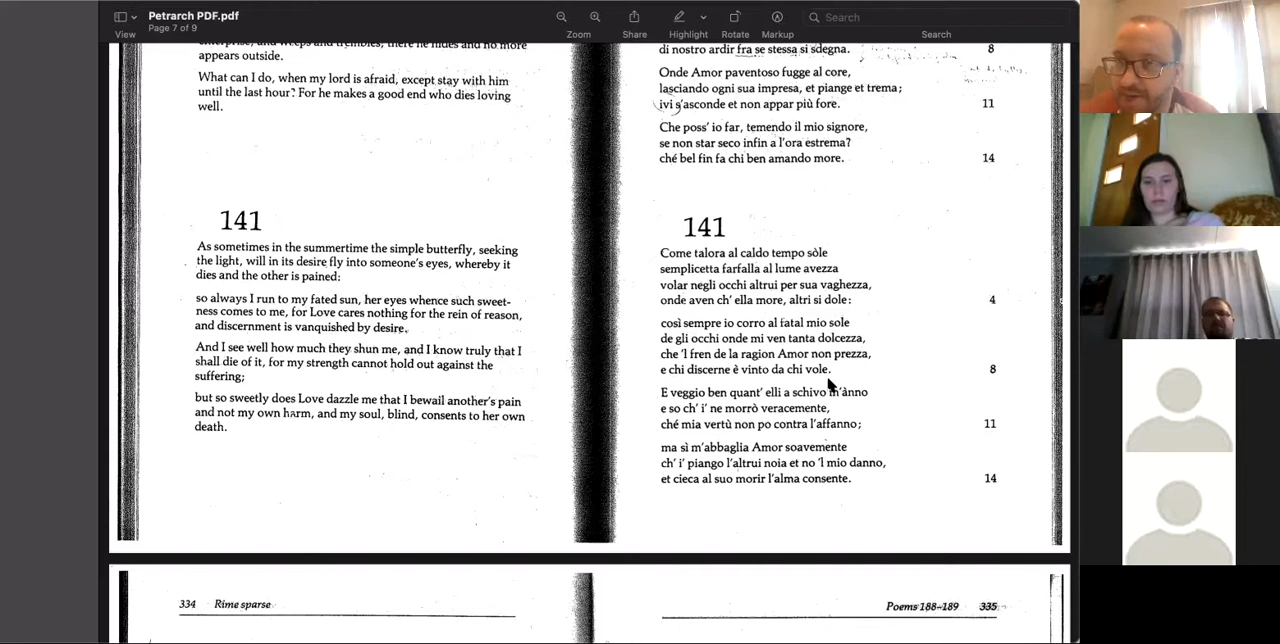 Petrarch PDF.pdf
Page 7 of 9
View
Zoom
Share
Highlight
Rotate
Markup
Search
Search
enterprise, and weeps and trembles; there he hides and no more
appears outside.
What can I do, when my lord is afraid, except stay with him
until the last hour? For he makes a good end who dies loving
well.
141
As sometimes in the summertime the simple butterfly, seeking
the light, will in its desire fly into someone's eyes, whereby it
dies and the other is pained:
so always I run to my fated sun, her eyes whence such sweet-
ness comes to me, for Love cares nothing for the rein of reason,
and discernment is vanquished by desire.
And I see well how much they shun me, and I know truly that I
shall die of it, for my strength cannot hold out against the
suffering;
but so sweetly does Love dazzle me that I bewail another's pain
and not my own harm, and my soul, blind, consents to her own
death.
di nostro ardir fra se stessa si sdegna. 8
Onde Amor paventoso fugge al core,
lasciando ogni sua impresa, et piange et trema;
ivi s'asconde et non appar più fore. 11
Che poss' io far, temendo il mio signore,
se non star seco infin a l'ora estrema?
ché bel fin fa chi ben amando more. 14
141
Come talora al caldo tempo sòle
semplicetta farfalla al lume avezza
volar negli occhi altrui per sua vaghezza,
onde aven ch' ella more, altri si dole: 4
così sempre io corro al fatal mio sole
de gli occhi onde mi ven tanta dolcezza,
che 'l fren de la ragion Amor non prezza,
e chi discerne è vinto da chi vole. 8
E veggio ben quant' elli a schivo m'ànno
e so ch' i' ne morrò veracemente,
ché mia vertù non po contra l'affanno; 11
ma sì m'abbaglia Amor soavemente
ch' i' piango l'altrui noia et no 'l mio danno,
et cieca al suo morir l'alma consente. 14
334 Rime sparse
Poems 188–189 335